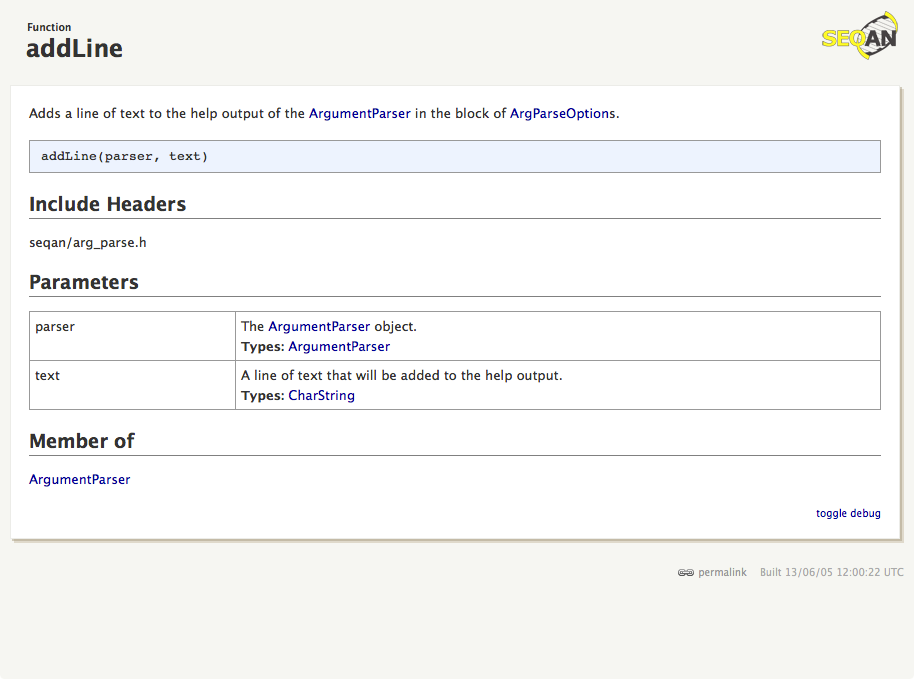 Function
addLine
SEQAN
Adds a line of text to the help output of the ArgumentParser in the block of ArgParseOptions.
addLine(parser, text)
Include Headers
seqan/arg_parse.h
Parameters
parser
The ArgumentParser object.
Types: ArgumentParser
text
A line of text that will be added to the help output.
Types: CharString
Member of
ArgumentParser
toggle debug
permalink Built 13/06/05 12:00:22 UTC